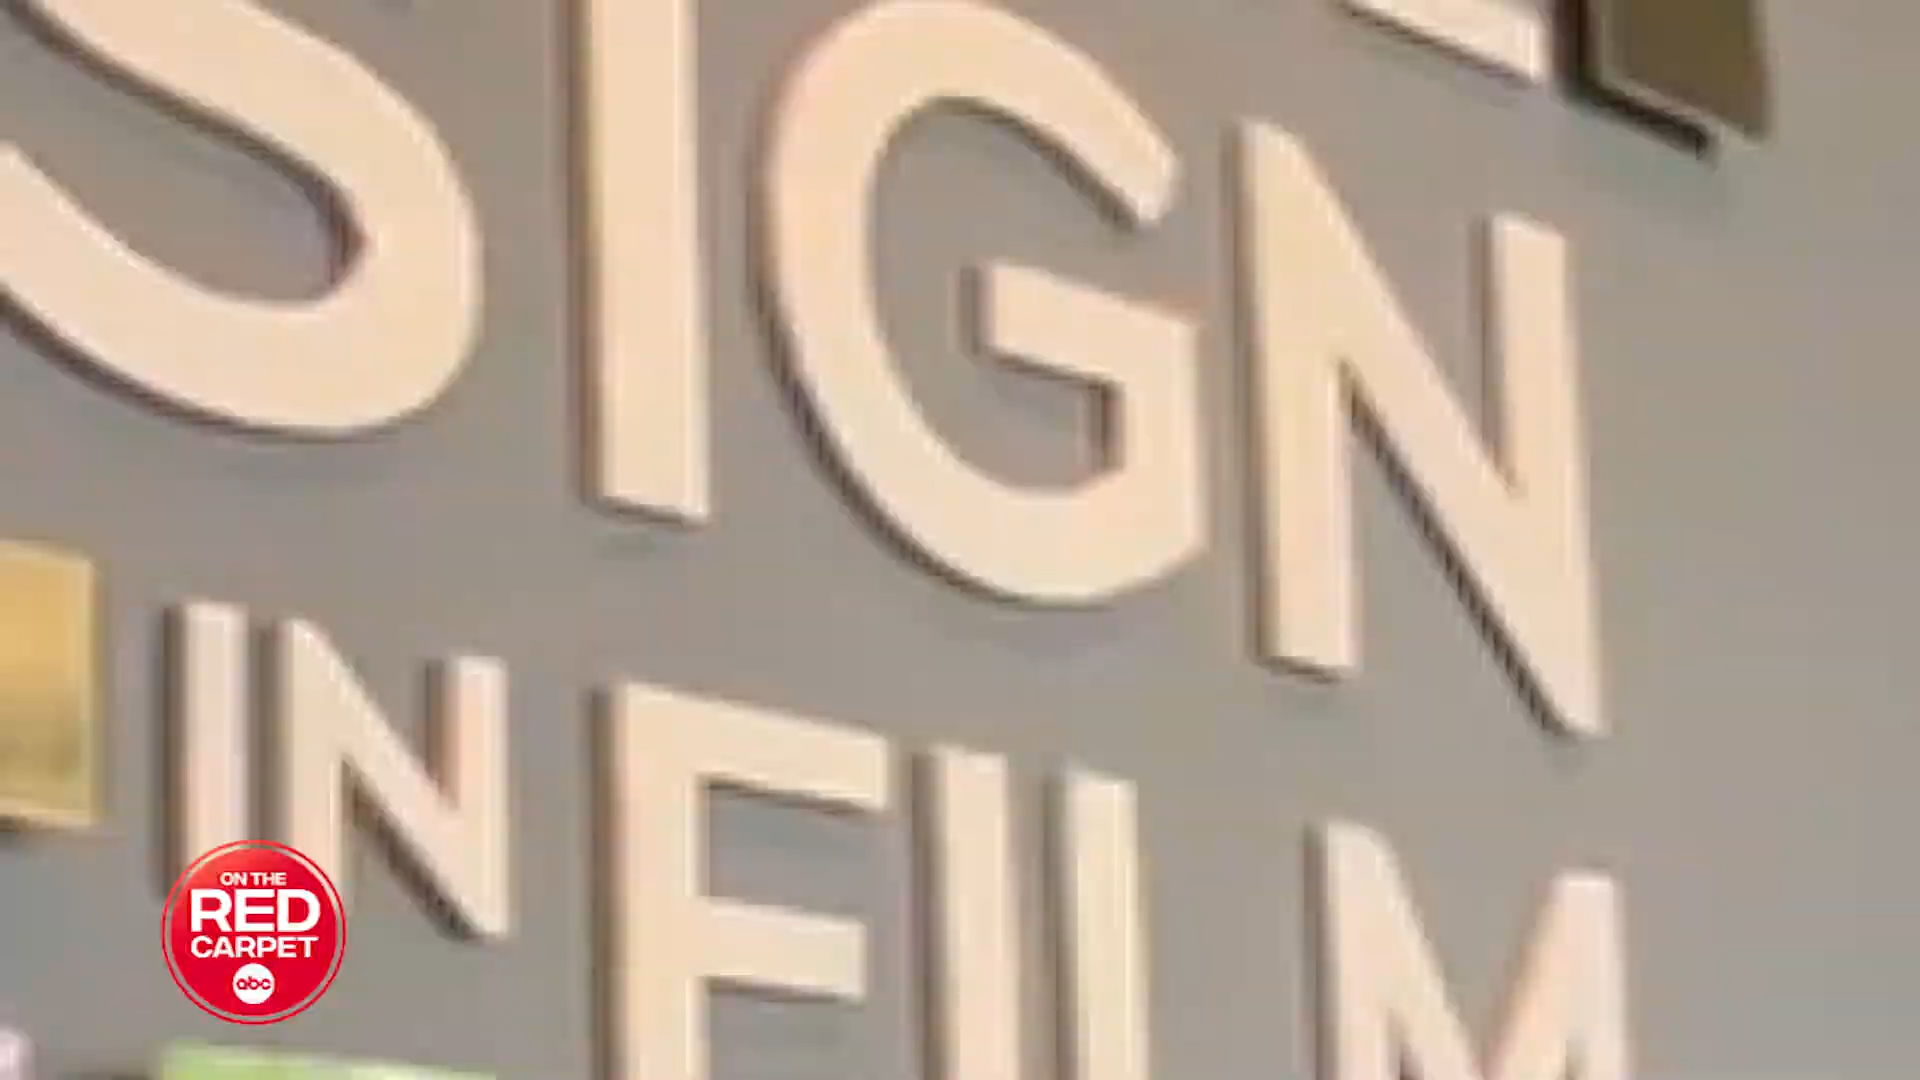 SIGN
IN FILM
ON THE
RED
CARPET
abc